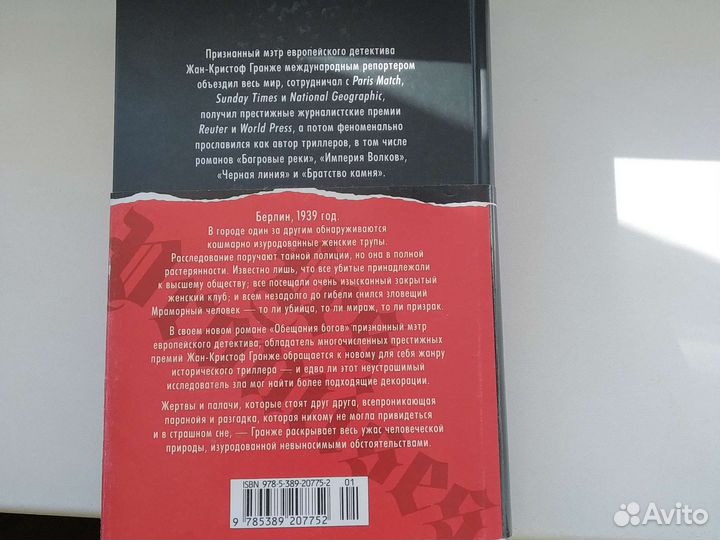 Признанный мэтр европейского детектива
Жан-Кристоф Гранже международным репортером
объездил весь мир, сотрудничал с Paris Match,
Sunday Times и National Geographic,
получил престижные журналистские премии
Reuter и World Press, а потом феноменально
прославился как автор триллеров, в том числе
романов «Багровые реки», «Империя Волков»,
«Черная линия» и «Братство камня».
Берлин, 1939 год.
В городе один за другим обнаруживаются
кошмарно изуродованные женские трупы.
Расследование поручают тайной полиции, но она в полной
растерянности. Известно лишь, что все убитые принадлежали
к высшему обществу; все посещали очень изысканный закрытый
женский клуб; и всем незадолго до гибели снился зловещий
Мраморный человек — то ли убийца, то ли мираж, то ли призрак.
В своем новом романе «Обещания богов» признанный мэтр
европейского детектива, обладатель многочисленных престижных
премий Жан-Кристоф Гранже обращается к новому для себя жанру
исторического триллера — и едва ли этот неустрашимый
исследователь зла мог найти более подходящие декорации.
Жертвы и палачи, которые стоят друг друга, всепроникающая
паранойя и разгадка, которая никому не могла привидеться
и в страшном сне, — Гранже раскрывает весь ужас человеческой
природы, изуродованной невыносимыми обстоятельствами.
ISBN 978-5-389-20775-2
01
9 785389 207752
Avito